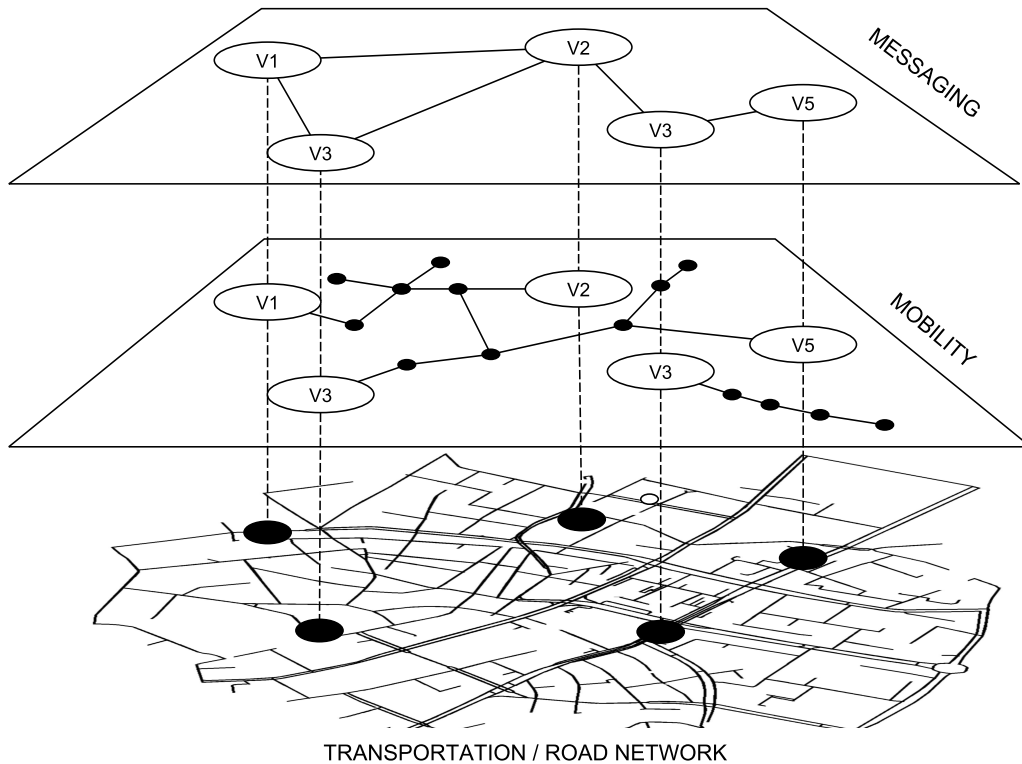 V1
V2
MESSAGING
V5
V3
V3
V1
V2
MOBILITY
V5
V3
V3
TRANSPORTATION / ROAD NETWORK